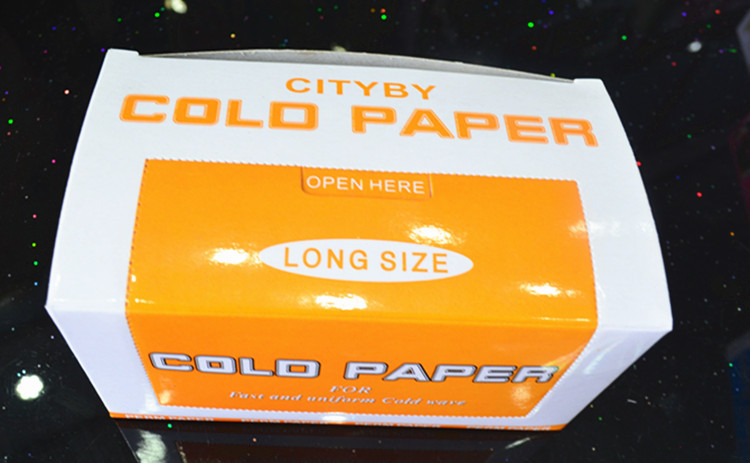 CITYBY
COLD PAPER
OPEN HERE
LONG SIZE
COLD PAPER
FOR
Fast and uniform Cold wave